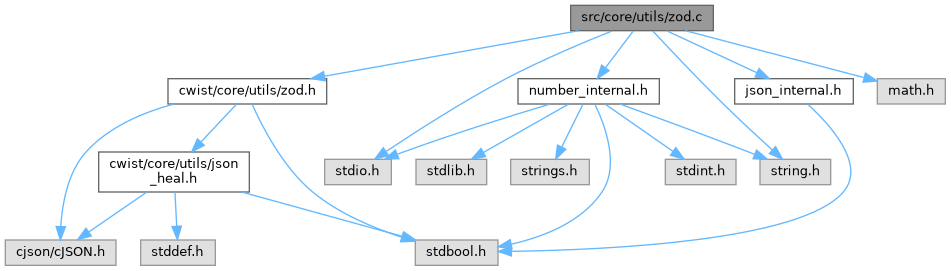 src/core/utils/zod.c
cwist/core/utils/zod.h
number_internal.h
json_internal.h
math.h
cwist/core/utils/json
_heal.h
stdio.h
stdlib.h
strings.h
stdint.h
string.h
cjson/cJSON.h
stddef.h
stdbool.h